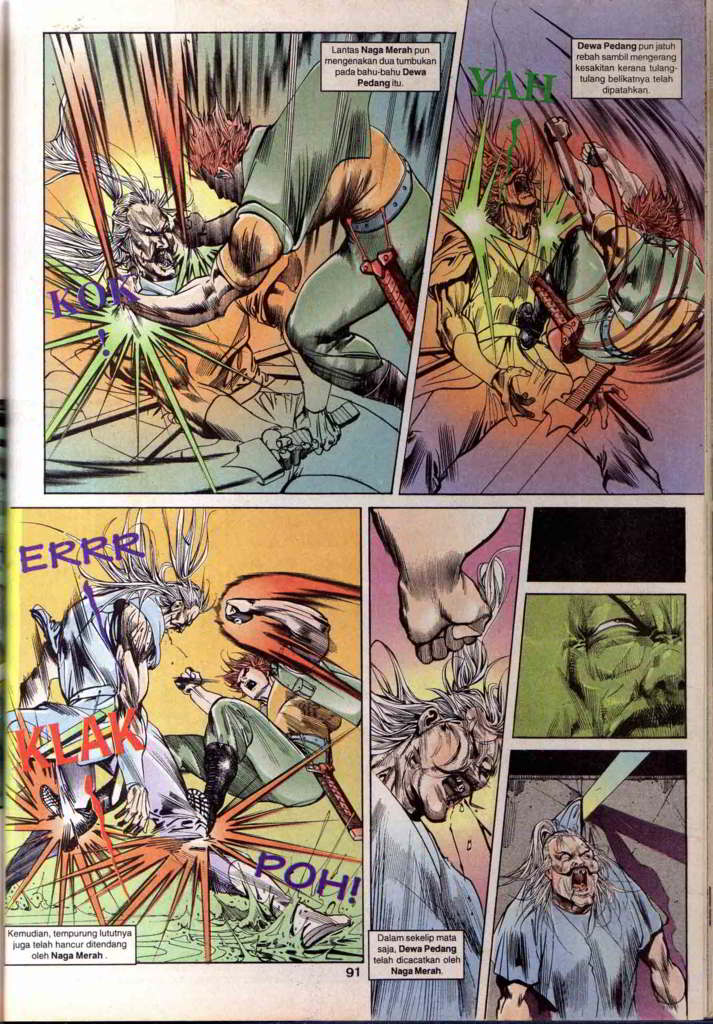 Lantas Naga Merah pun
mengenakan dua tumbukan
pada bahu-bahu Dewa
Pedang itu.
KOK
!
Dewa Pedang pun jatuh
rebah sambil mengerang
kesakitan kerana tulang-
tulang belikatnya telah
dipatahkan.
YAH
!
ERRR
!
KLAK
!
POH!
Kemudian, tempurung lututnya
juga telah hancur ditendang
oleh Naga Merah .
Dalam sekelip mata
saja, Dewa Pedang
telah dicacatkan oleh
Naga Merah.
91